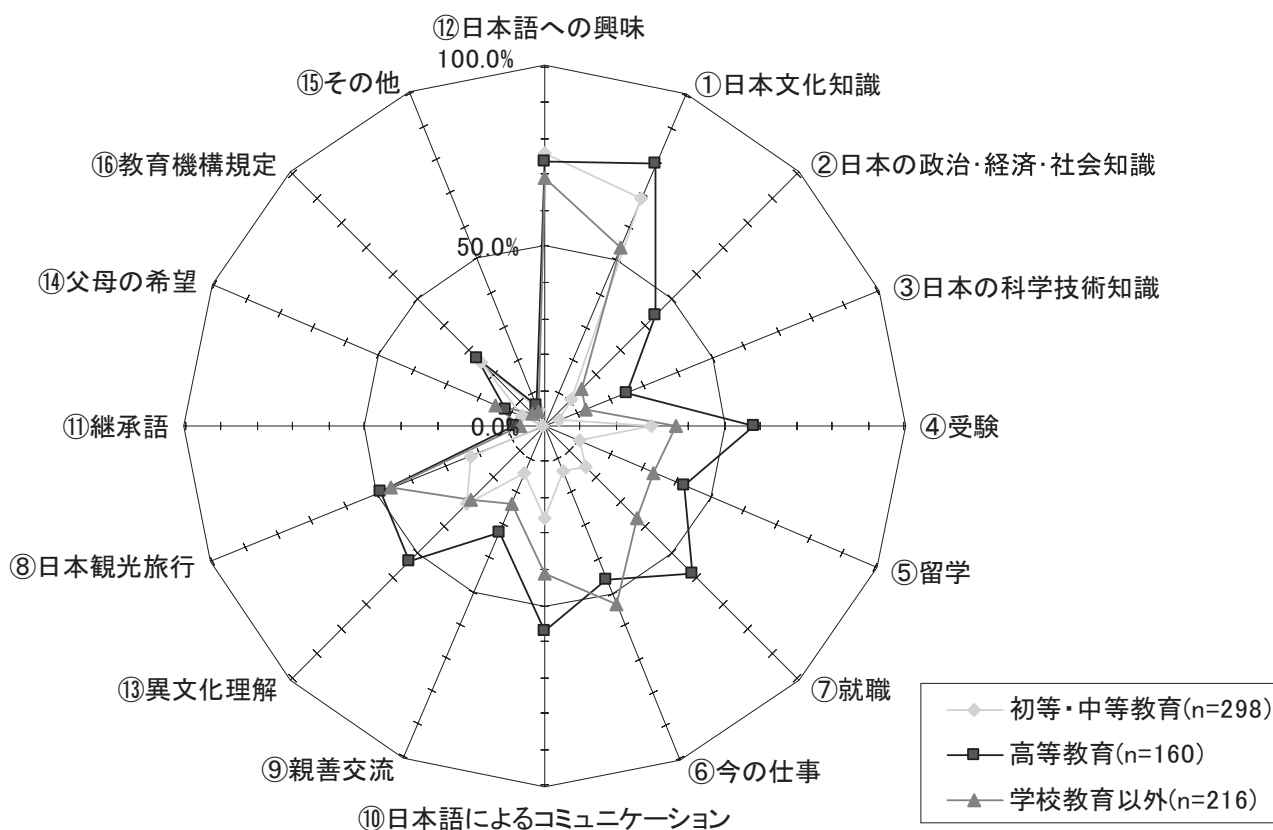 ⑫日本語への興味
100.0%
⑮その他
①日本文化知識
⑯教育機構規定
②日本の政治・経済・社会知識
50.0%
⑭父母の希望
③日本の科学技術知識
⑪継承語
0.0%
④受験
⑧日本観光旅行
⑤留学
⑬異文化理解
⑦就職
⑨親善交流
⑥今の仕事
⑩日本語によるコミュニケーション
初等・中等教育(n=298)
高等教育(n=160)
学校教育以外(n=216)